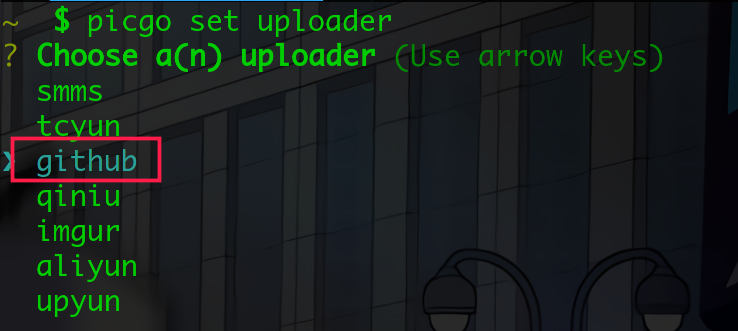 ~ $ picgo set uploader
? Choose a(n) uploader (Use arrow keys)
smms
tcyun
❯ github
qiniu
imgur
aliyun
upyun